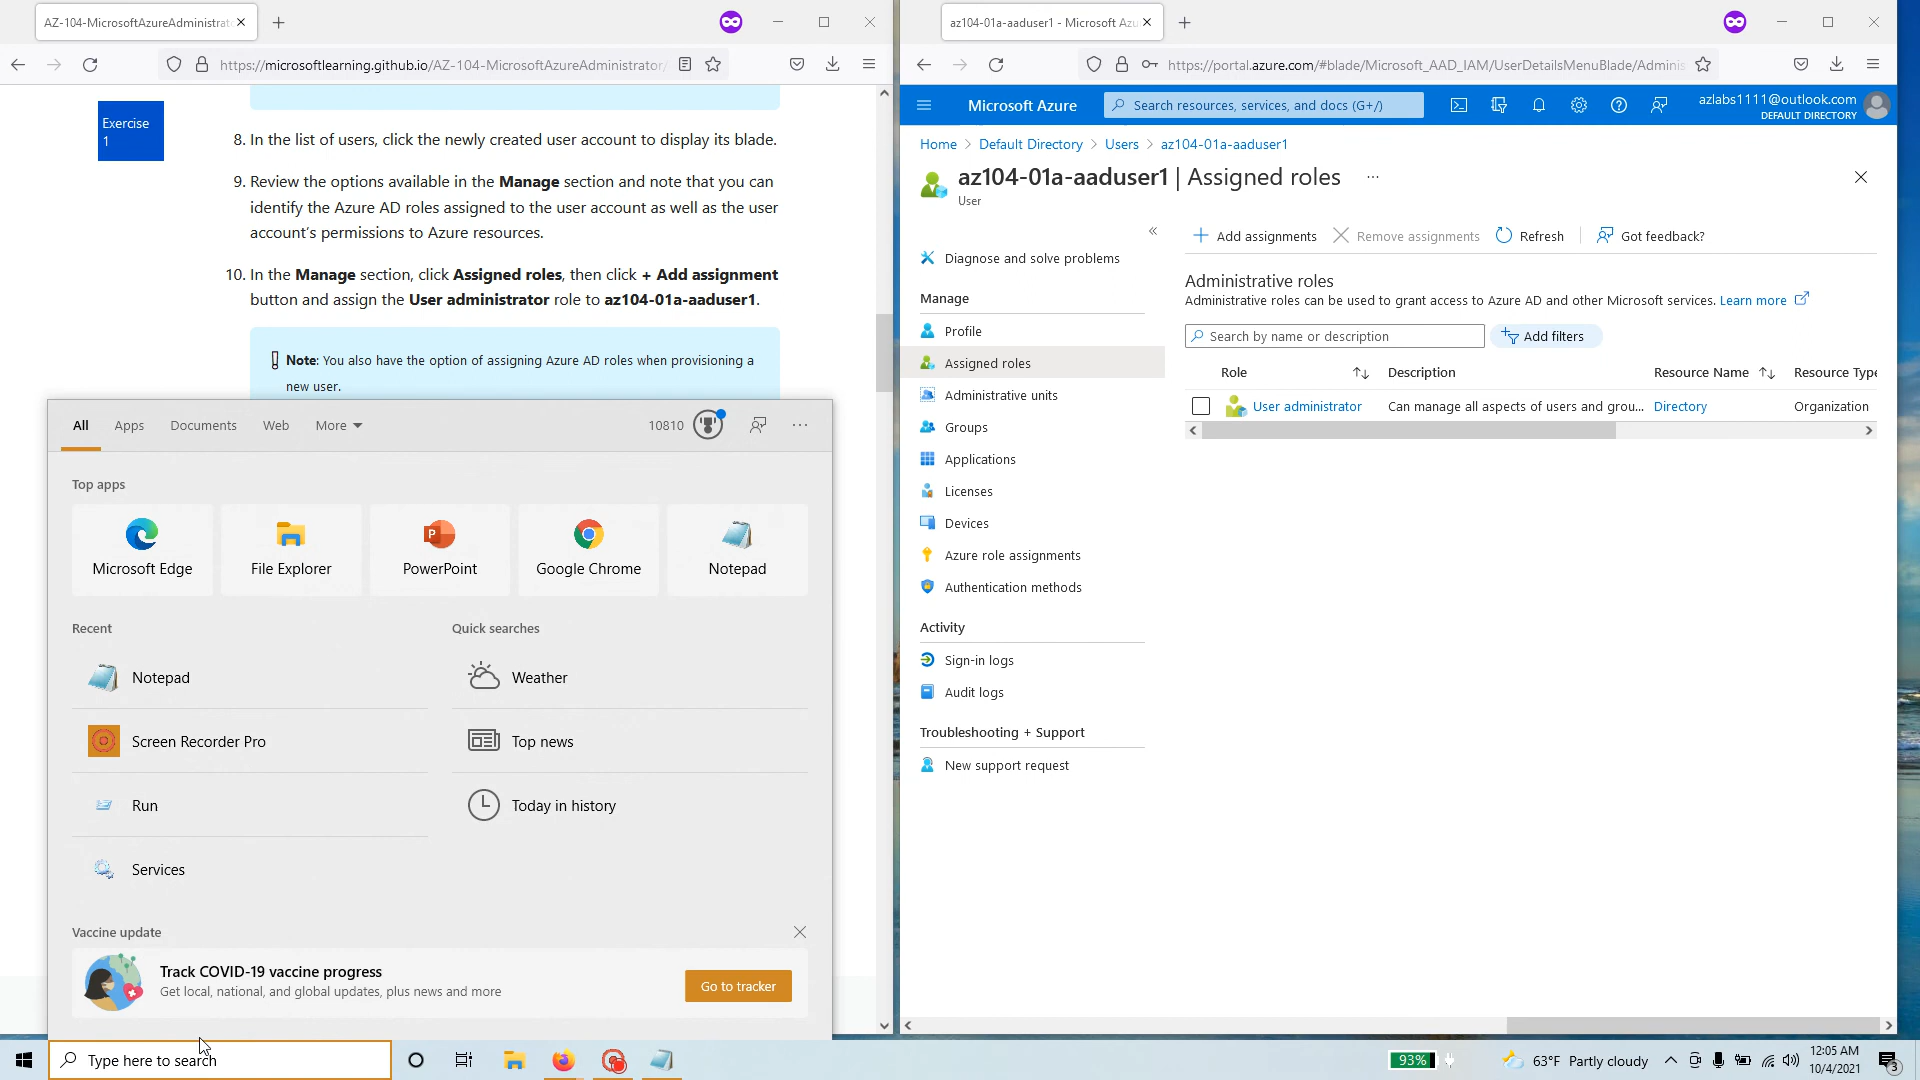 AZ-104-MicrosoftAzureAdministrat
https://microsoftlearning.github.io/AZ-104-MicrosoftAzureAdministrator/
Exercise
1
8. In the list of users, click the newly created user account to display its blade.
9. Review the options available in the Manage section and note that you can
identify the Azure AD roles assigned to the user account as well as the user
account's permissions to Azure resources.
10. In the Manage section, click Assigned roles, then click + Add assignment
button and assign the User administrator role to az104-01a-aaduser1.
Note: You also have the option of assigning Azure AD roles when provisioning a
new user.
All Apps Documents Web More 10810
Top apps
Microsoft Edge File Explorer PowerPoint Google Chrome Notepad
Recent Quick searches
Notepad Weather
Screen Recorder Pro Top news
Run Today in history
Services
Vaccine update
Track COVID-19 vaccine progress
Get local, national, and global updates, plus news and more
Go to tracker
az104-01a-aaduser1 - Microsoft Azu
https://portal.azure.com/#blade/Microsoft_AAD_IAM/UserDetailsMenuBlade/Adminis
Microsoft Azure Search resources, services, and docs (G+/) azlabs1111@outlook.com
DEFAULT DIRECTORY
Home > Default Directory > Users > az104-01a-aaduser1
az104-01a-aaduser1 | Assigned roles ...
User
Diagnose and solve problems
Manage
Profile
Assigned roles
Administrative units
Groups
Applications
Licenses
Devices
Azure role assignments
Authentication methods
Activity
Sign-in logs
Audit logs
Troubleshooting + Support
New support request
Add assignments Remove assignments Refresh Got feedback?
Administrative roles
Administrative roles can be used to grant access to Azure AD and other Microsoft services. Learn more
Search by name or description Add filters
Role Description Resource Name Resource Type
User administrator Can manage all aspects of users and grou... Directory Organization
Type here to search
93% 63°F Partly cloudy 12:05 AM
10/4/2021
3